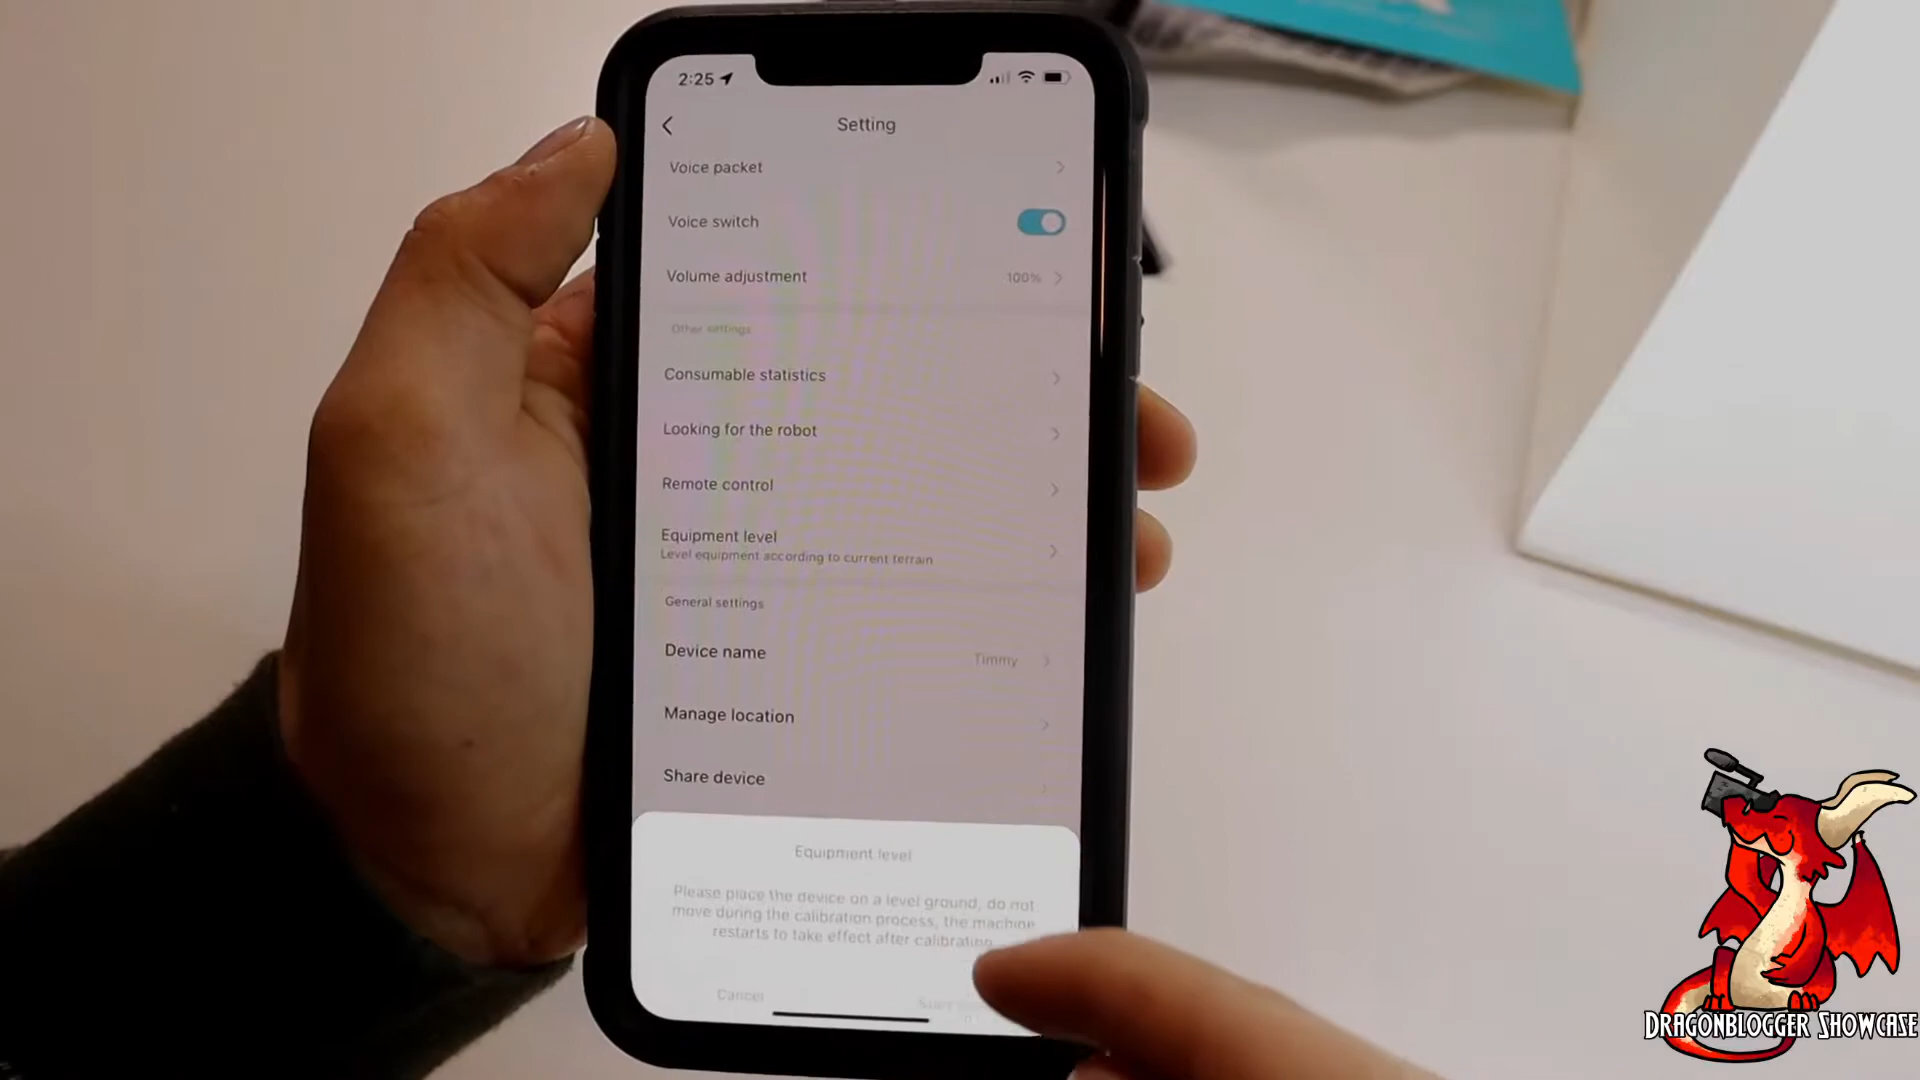 2:25
Setting
Voice packet
Voice switch
Volume adjustment 100%
Other settings
Consumable statistics
Looking for the robot
Remote control
Equipment level
Level equipment according to current terrain
General settings
Device name Timmy
Manage location
Share device
Equipment level
Please place the device on a level ground, do not
move during the calibration process, the machine
restarts to take effect after calibration
Cancel
DRAGONBLOGGER SHOWCASE